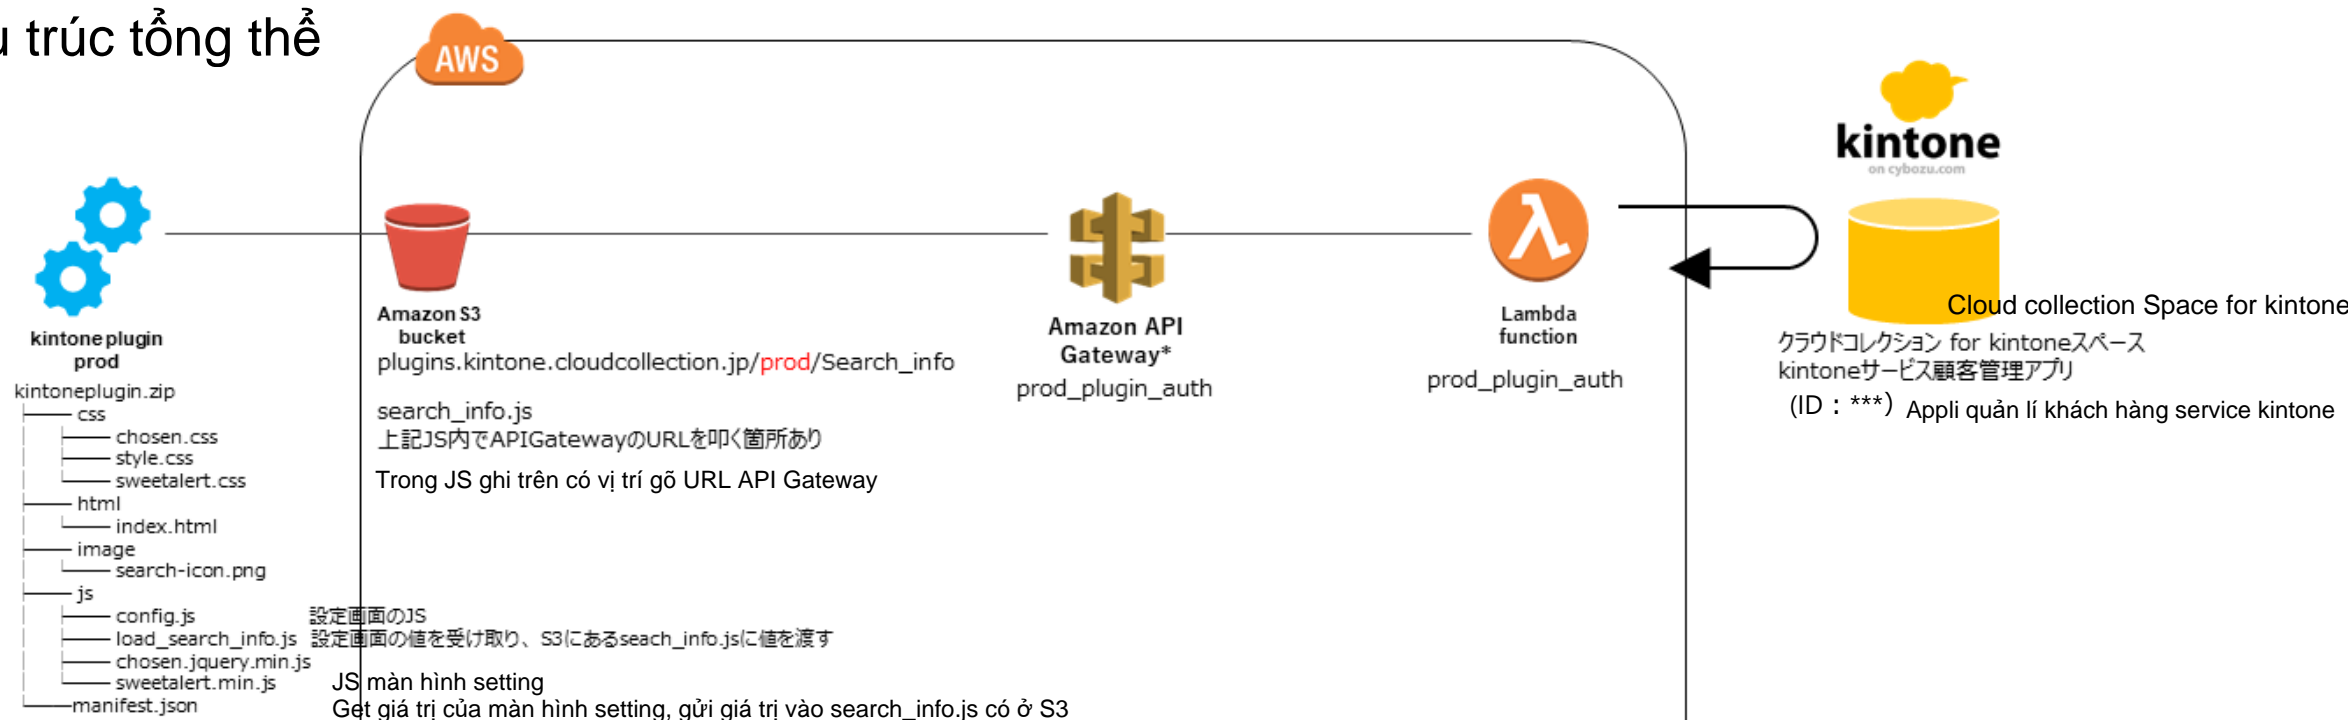 u trúc tổng thể
AWS
kintone
on cybozu.com
kintone plugin
prod
kintoneplugin.zip
css
chosen.css
style.css
sweetalert.css
html
index.html
image
search-icon.png
js
config.js 設定画面のJS
load_search_info.js 設定画面の値を受け取り、S3にあるseach_info.jsに値を渡す
chosen.jquery.min.js
sweetalert.min.js
manifest.json
JS màn hình setting
Get giá trị của màn hình setting, gửi giá trị vào search_info.js có ở S3
Amazon S3
bucket
plugins.kintone.cloudcollection.jp/prod/Search_info
search_info.js
上記JS内でAPIGatewayのURLを叩く箇所あり
Trong JS ghi trên có vị trí gõ URL API Gateway
Amazon API
Gateway*
prod_plugin_auth
Lambda
function
prod_plugin_auth
Cloud collection Space for kintone
クラウドコレクション for kintoneスペース
kintoneサービス顧客管理アプリ
(ID：***) Appli quản lí khách hàng service kintone